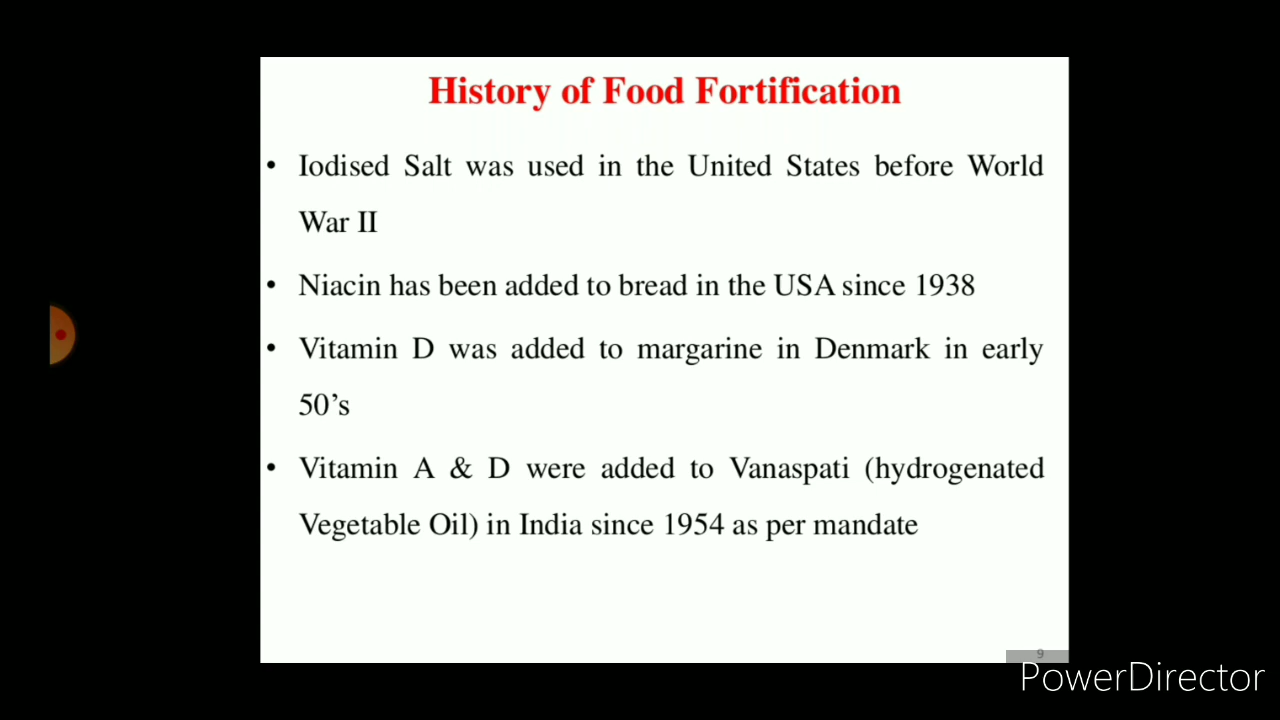 History of Food Fortification
• Iodised Salt was used in the United States before World
War II
• Niacin has been added to bread in the USA since 1938
• Vitamin D was added to margarine in Denmark in early
50’s
• Vitamin A & D were added to Vanaspati (hydrogenated
Vegetable Oil) in India since 1954 as per mandate
9
PowerDirector